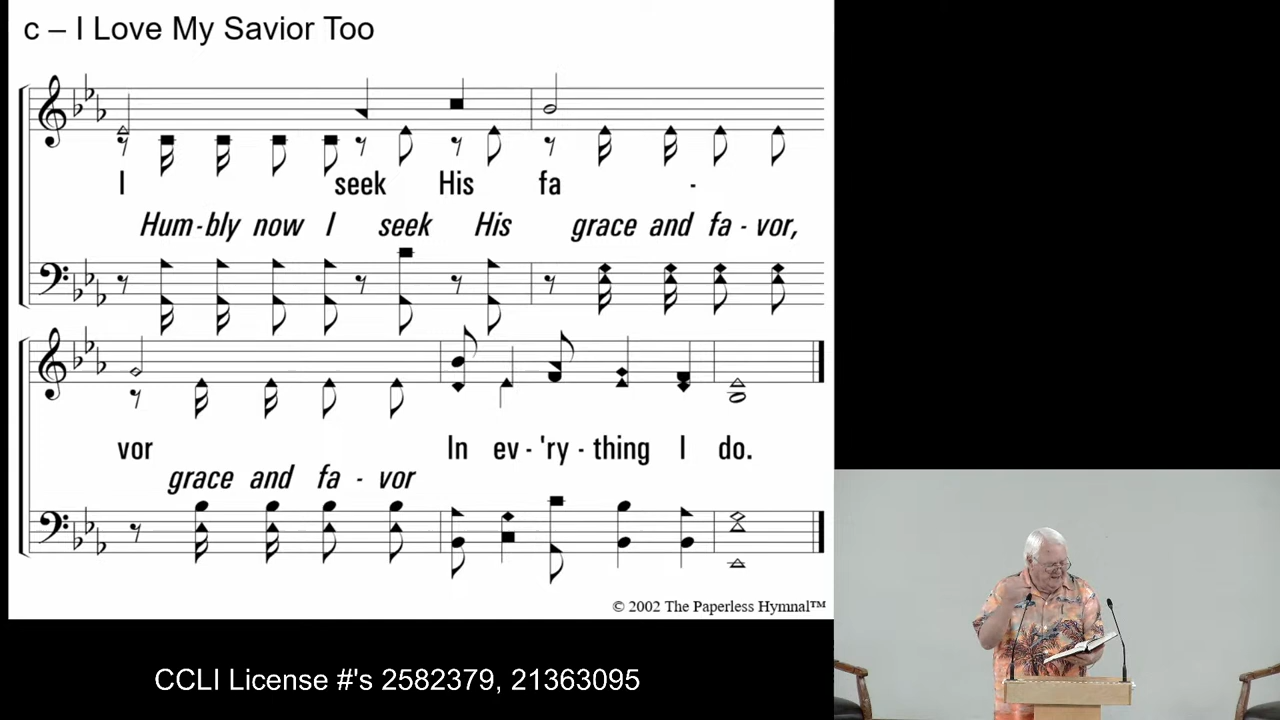 c – I Love My Savior Too
I seek His fa -
Hum-bly now I seek His grace and fa - vor,
vor In ev - 'ry - thing I do.
grace and fa - vor
© 2002 The Paperless Hymnal™
CCLI License #'s 2582379, 21363095